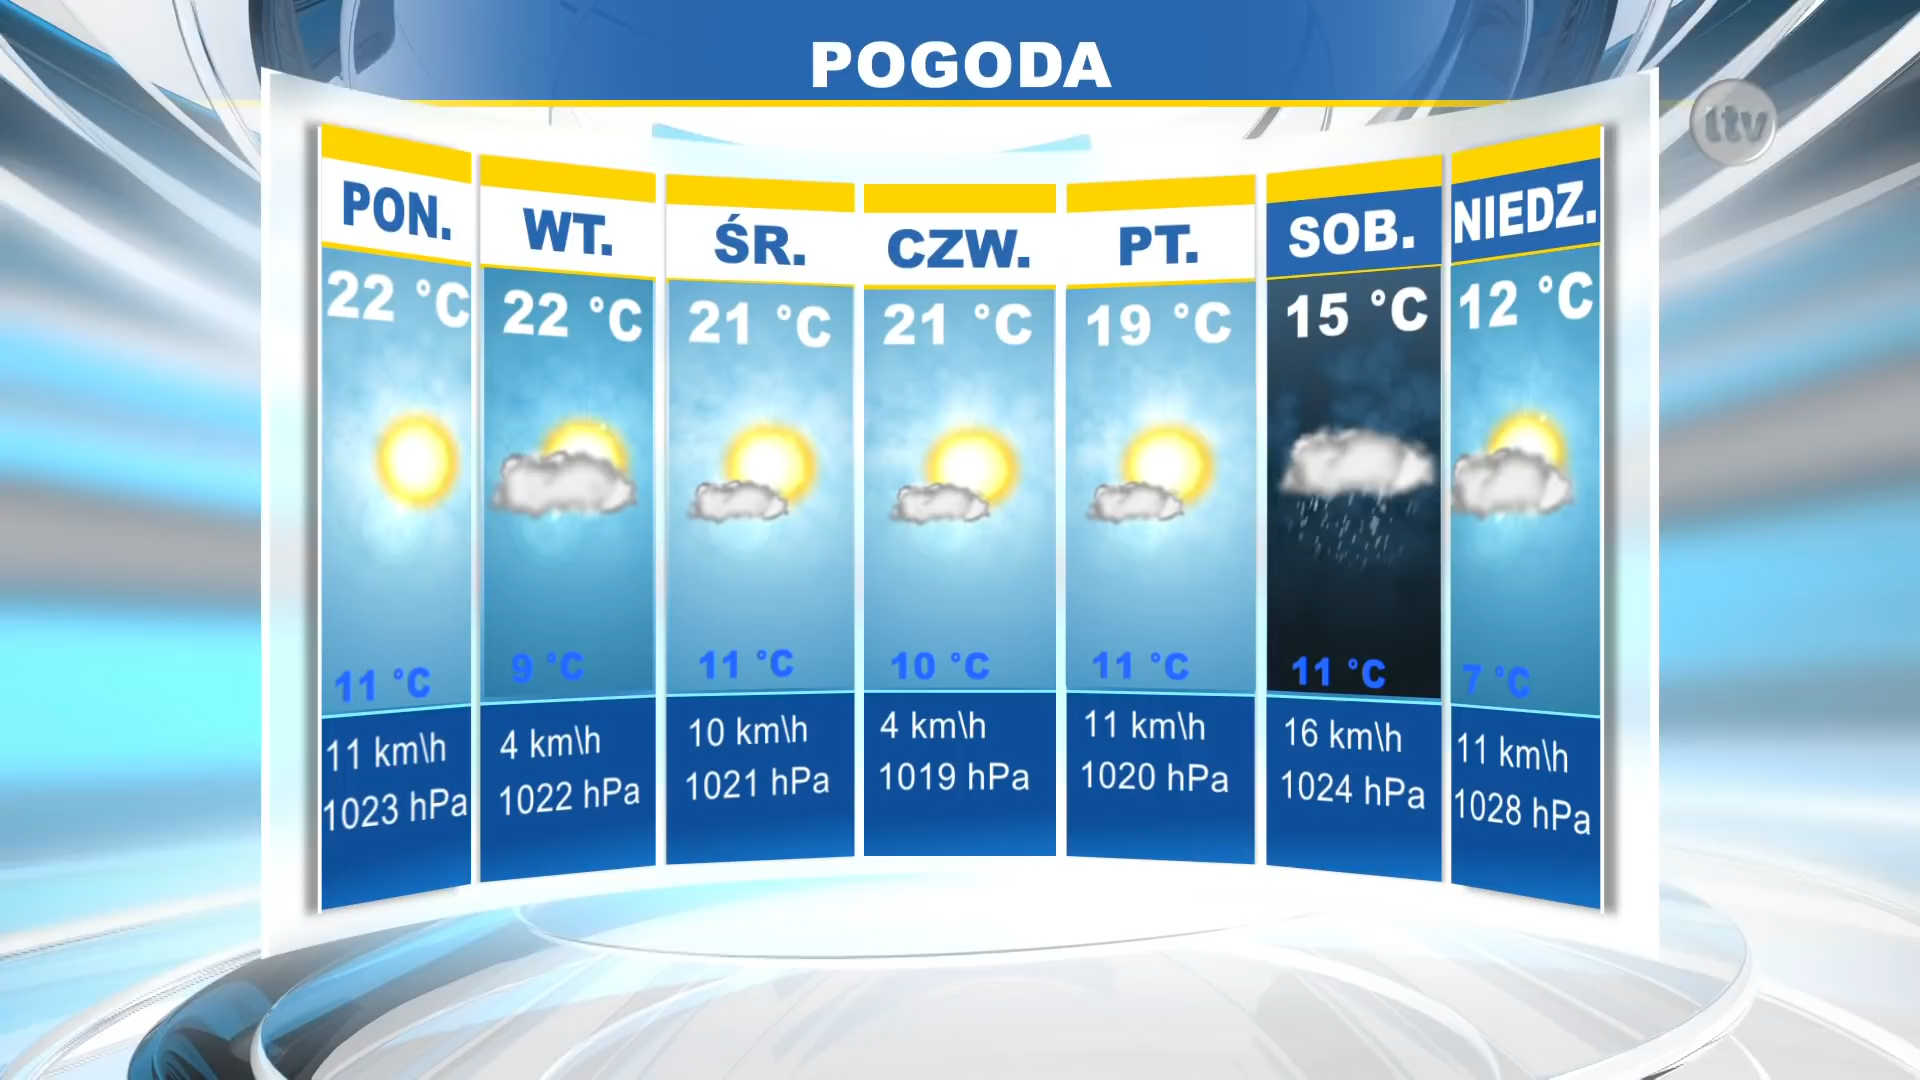 POGODA
ltv
PON.
22 °C
11 °C
11 km\h
1023 hPa
WT.
22 °C
9 °C
4 km\h
1022 hPa
ŚR.
21 °C
11 °C
10 km\h
1021 hPa
CZW.
21 °C
10 °C
4 km\h
1019 hPa
PT.
19 °C
11 °C
11 km\h
1020 hPa
SOB.
15 °C
11 °C
16 km\h
1024 hPa
NIEDZ.
12 °C
7 °C
11 km\h
1028 hPa